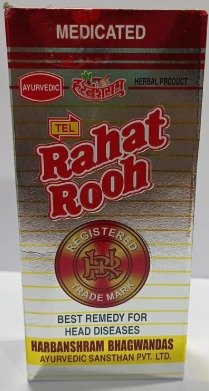 MEDICATED
AYURVEDIC
HERBAL PRODUCT
TEL
Rahat
Rooh
REGISTERED
TRADE MARK
BEST REMEDY FOR
HEAD DISEASES
HARBANSHRAM BHAGWANDAS
AYURVEDIC SANSTHAN PVT. LTD.